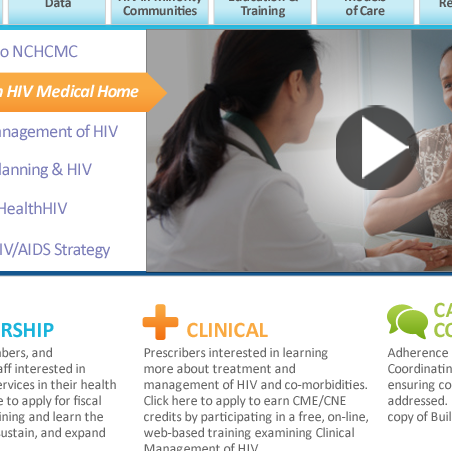 Data
HIV in Minority
Communities
Education &
Training
Models
of Care
Re
o NCHCMC
HIV Medical Home
nagement of HIV
lanning & HIV
HealthHIV
IV/AIDS Strategy
RSHIP
bers, and
aff interested in
ervices in their health
e to apply for fiscal
ining and learn the
sustain, and expand
CLINICAL
Prescribers interested in learning
more about treatment and
management of HIV and co-morbidities.
Click here to apply to earn CME/CNE
credits by participating in a free, on-line,
web-based training examining Clinical
Management of HIV
CA
CO
Adherence
Coordinatin
ensuring co
addressed.
copy of Buil